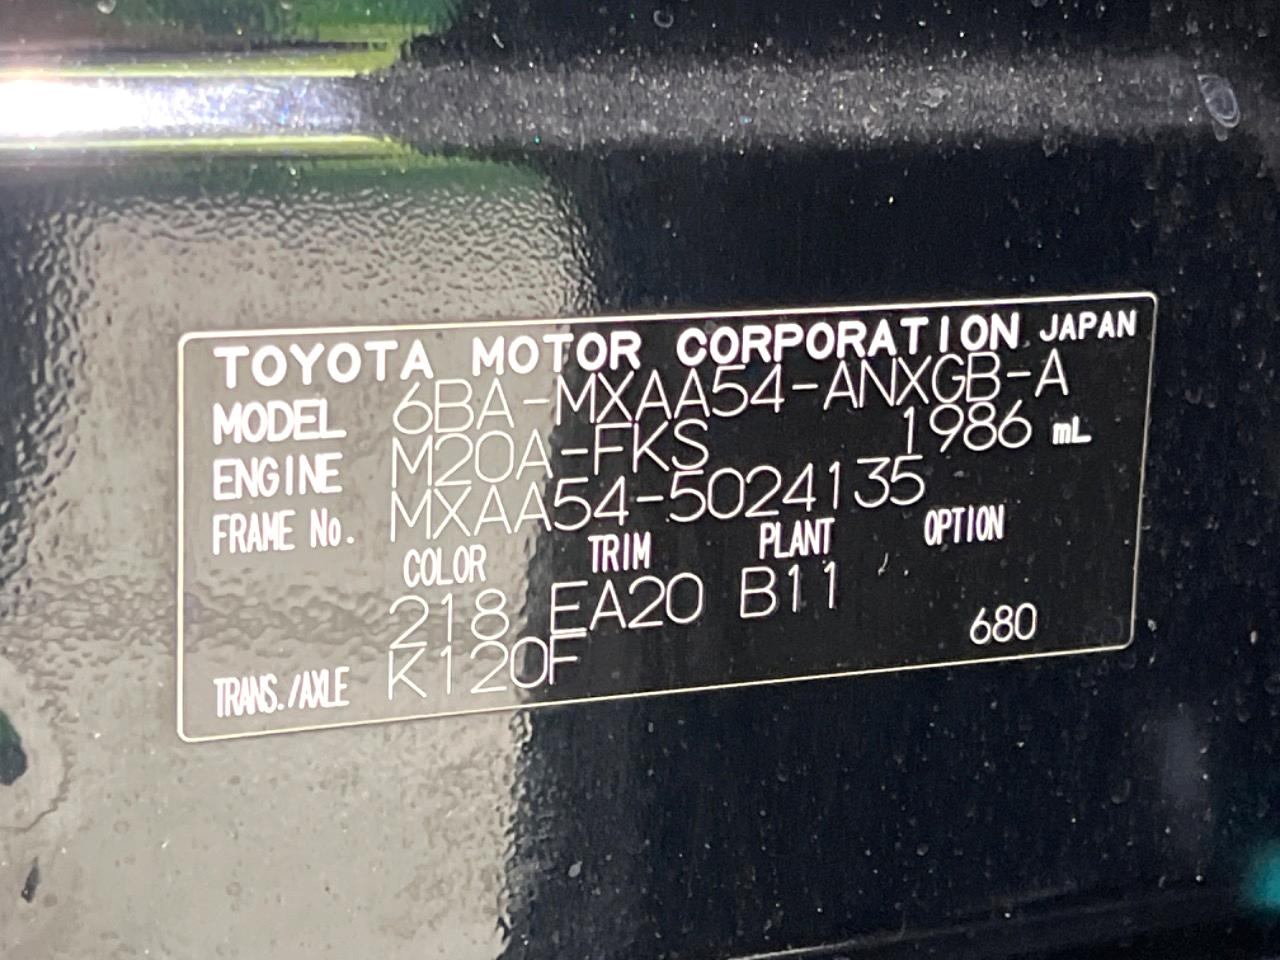 TOYOTA MOTOR CORPORATION JAPAN
MODEL 6BA-MXAA54-ANXGB-A
ENGINE M20A-FKS 1986 mL
FRAME No. MXAA54-5024135
COLOR TRIM PLANT OPTION
218 EA20 B11
TRANS./AXLE K120F 680